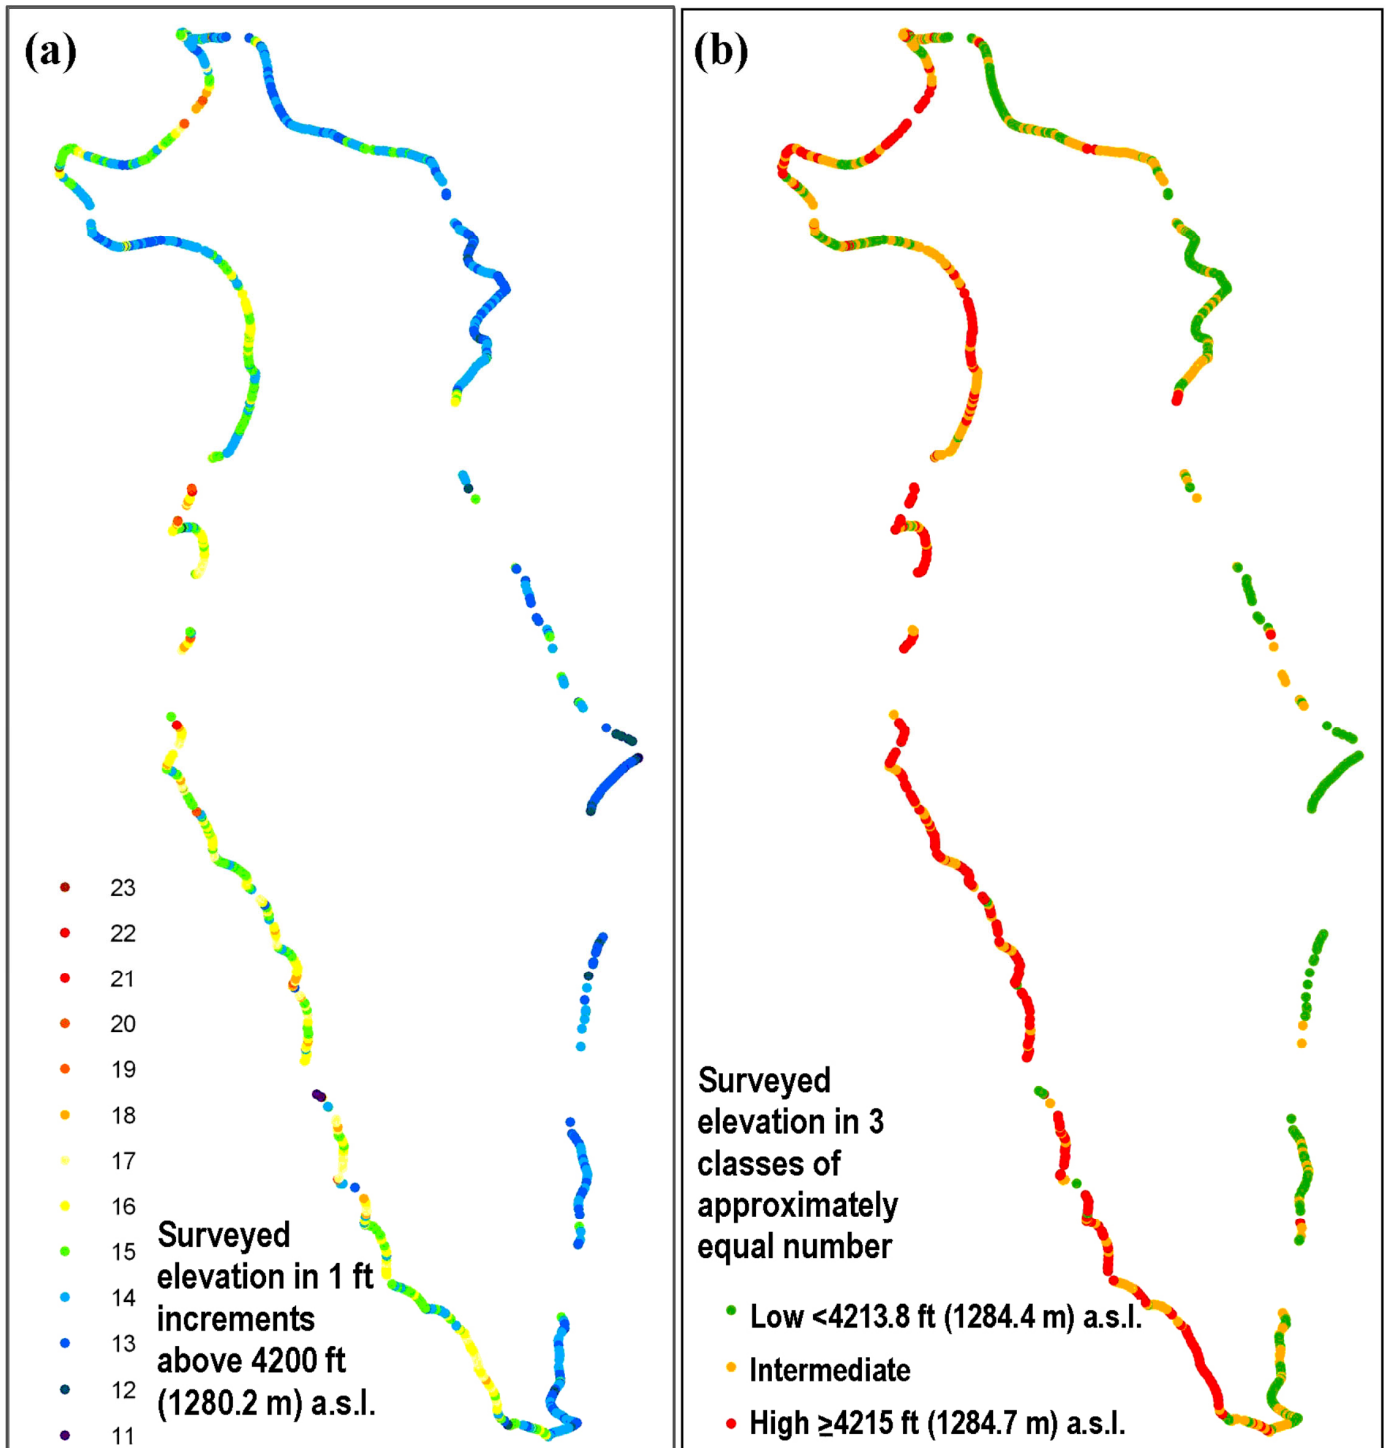 (a)
23
22
21
20
19
18
17
16
15
14
13
12
11
Surveyed
elevation in 1 ft
increments
above 4200 ft
(1280.2 m) a.s.l.
(b)
Surveyed
elevation in 3
classes of
approximately
equal number
Low <4213.8 ft (1284.4 m) a.s.l.
Intermediate
High ≥4215 ft (1284.7 m) a.s.l.